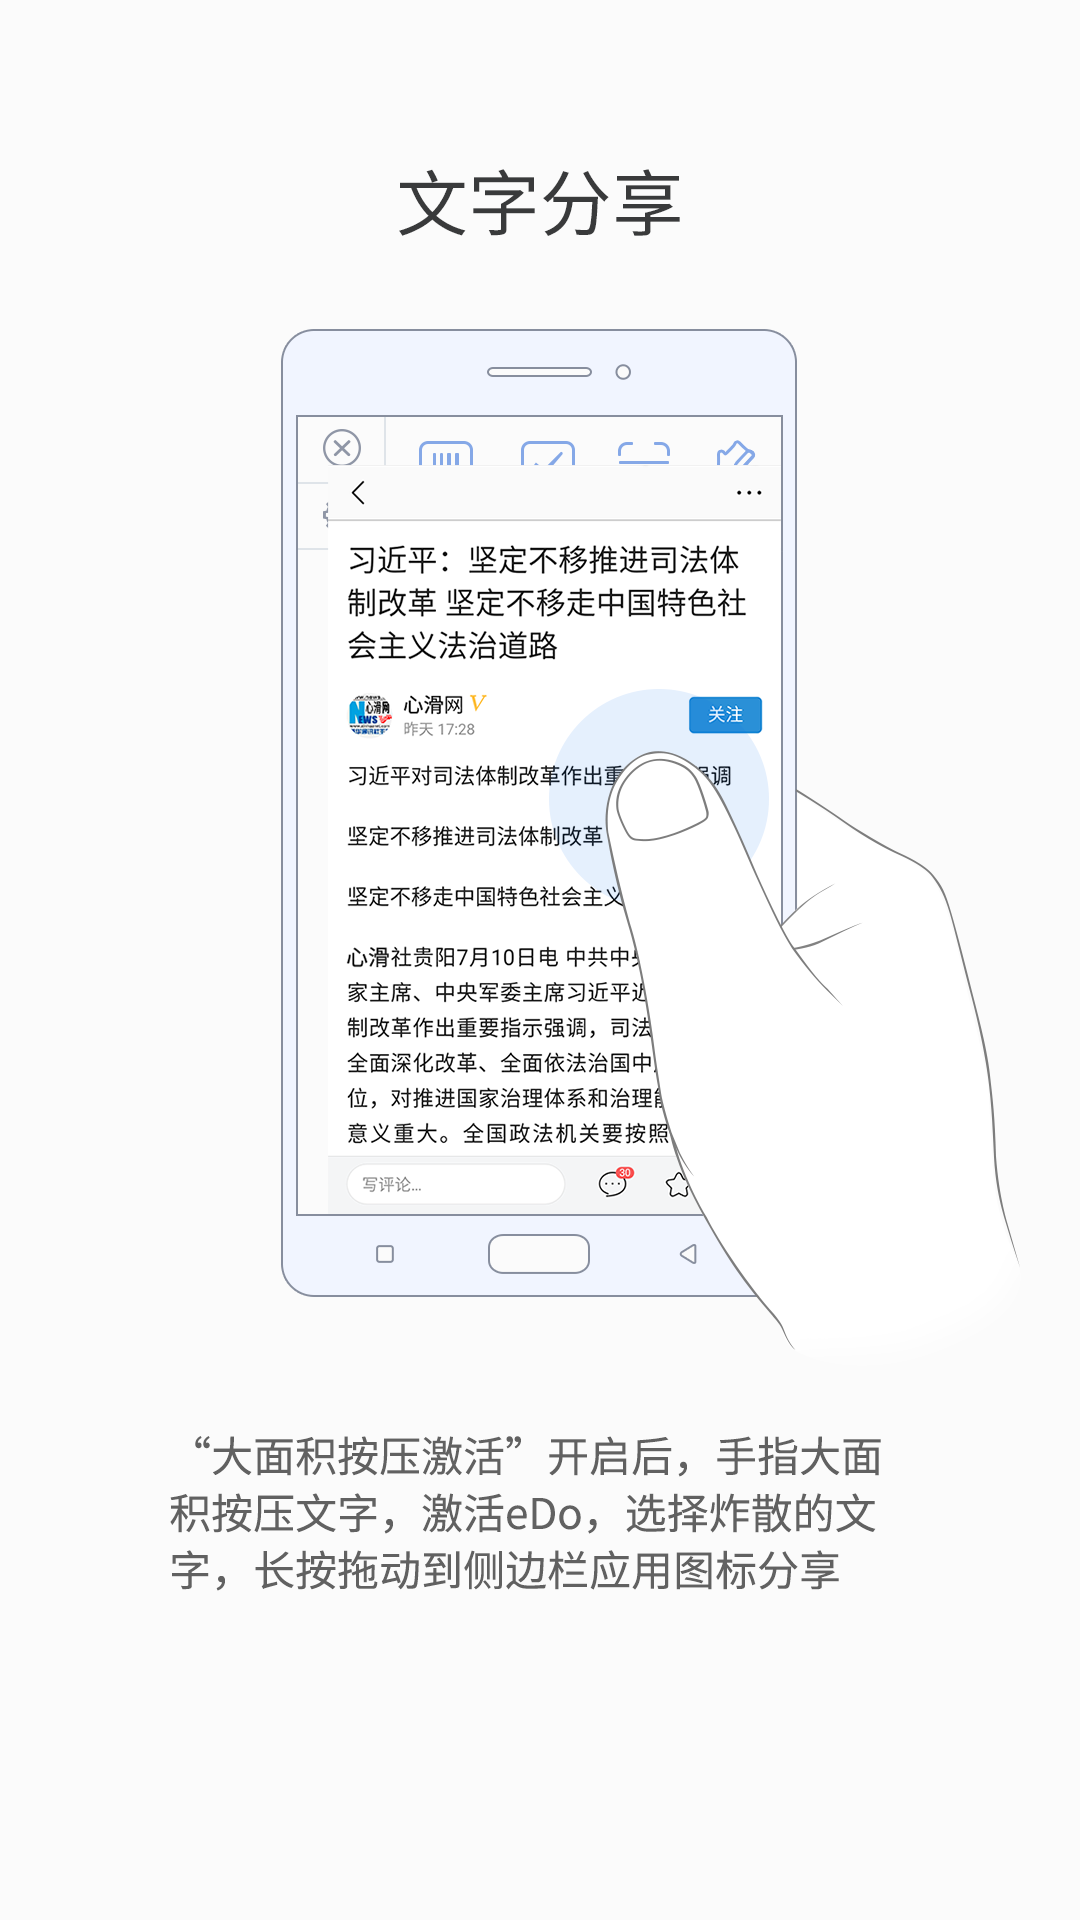 文字分享
习近平：坚定不移推进司法体
制改革 坚定不移走中国特色社
会主义法治道路
心滑网 V
关注
昨天 17:28
习近平对司法体制改革作出重 强调
坚定不移推进司法体制改革
坚定不移走中国特色社会主义
心滑社贵阳7月10日电 中共中央
家主席、中央军委主席习近平近
制改革作出重要指示强调，司法
全面深化改革、全面依法治国中
位，对推进国家治理体系和治理能
意义重大。全国政法机关要按照
写评论...
30
“大面积按压激活”开启后，手指大面
积按压文字，激活eDo，选择炸散的文
字，长按拖动到侧边栏应用图标分享